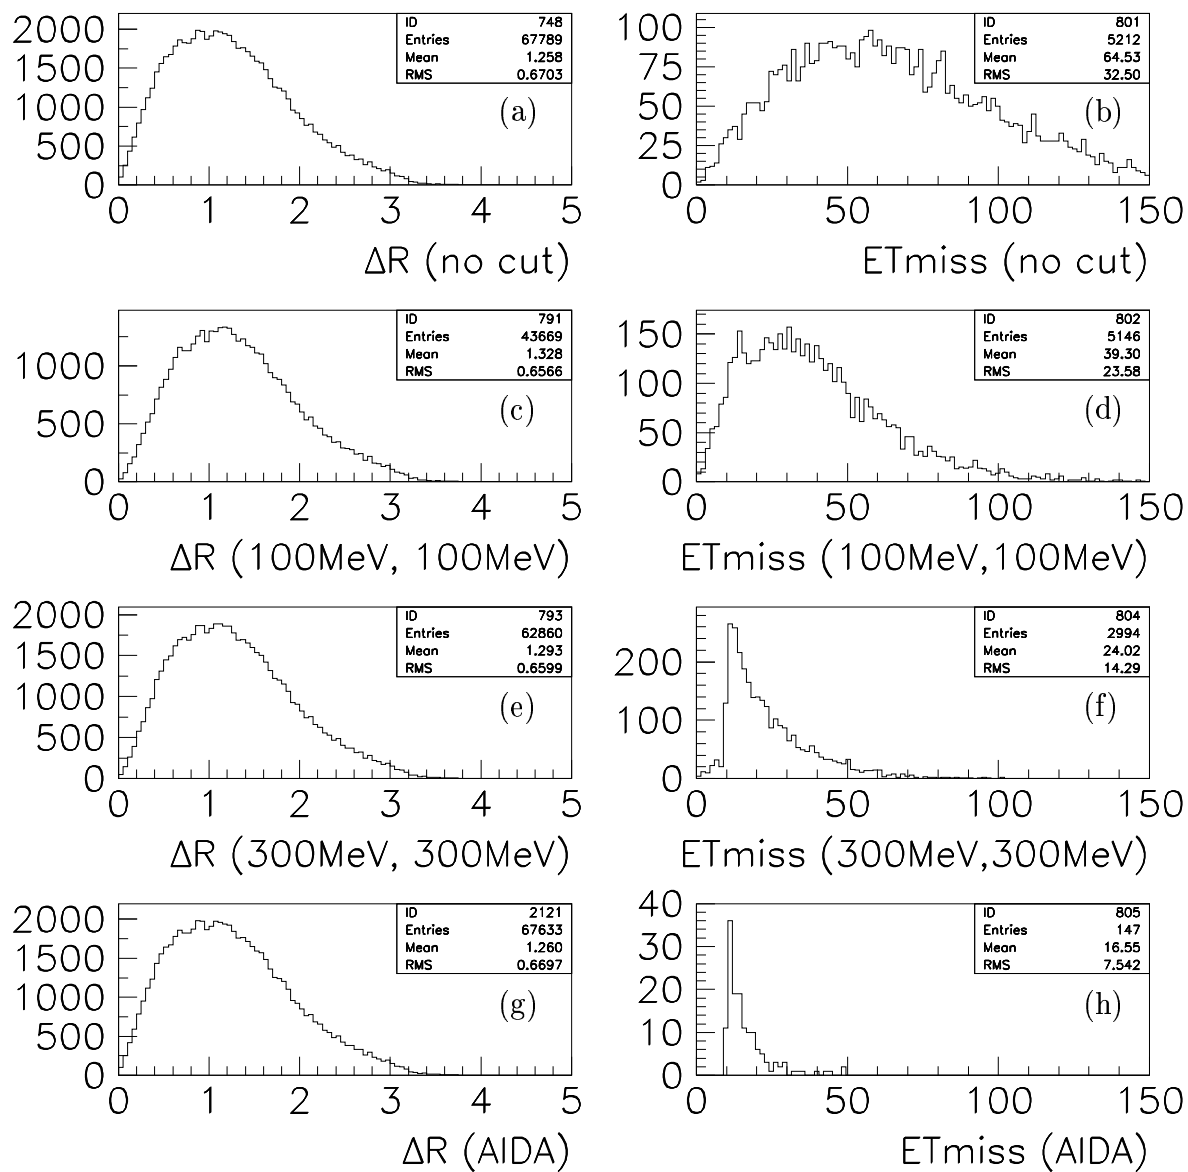 2000
1500
1000
500
0
ID 748
Entries 67789
Mean 1.258
RMS 0.6703
(a)
0 1 2 3 4 5
ΔR (no cut)
100
75
50
25
0
ID 801
Entries 5212
Mean 64.53
RMS 32.50
(b)
0 50 100 150
ETmiss (no cut)
1000
500
0
ID 791
Entries 43669
Mean 1.328
RMS 0.6566
(c)
0 1 2 3 4 5
ΔR (100MeV, 100MeV)
150
100
50
0
ID 802
Entries 5146
Mean 39.30
RMS 23.58
(d)
0 50 100 150
ETmiss (100MeV,100MeV)
2000
1500
1000
500
0
ID 793
Entries 62860
Mean 1.293
RMS 0.6599
(e)
0 1 2 3 4 5
ΔR (300MeV, 300MeV)
200
100
0
ID 804
Entries 2994
Mean 24.02
RMS 14.29
(f)
0 50 100 150
ETmiss (300MeV,300MeV)
2000
1500
1000
500
0
ID 2121
Entries 67633
Mean 1.260
RMS 0.6697
(g)
0 1 2 3 4 5
ΔR (AIDA)
40
30
20
10
0
ID 805
Entries 147
Mean 16.55
RMS 7.542
(h)
0 50 100 150
ETmiss (AIDA)